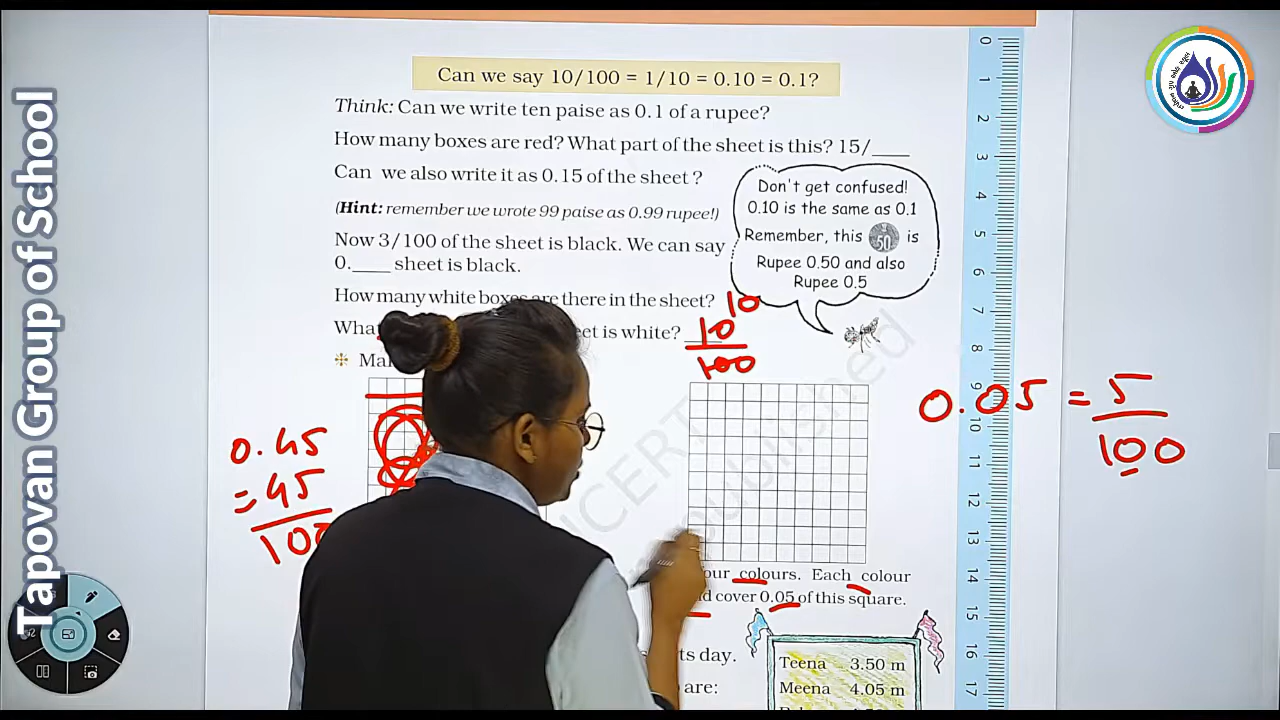 Can we say 10/100 = 1/10 = 0.10 = 0.1?
Think: Can we write ten paise as 0.1 of a rupee?
How many boxes are red? What part of the sheet is this? 15/____
Can we also write it as 0.15 of the sheet?
(Hint: remember we wrote 99 paise as 0.99 rupee!)
Now 3/100 of the sheet is black. We can say
0.____ sheet is black.
How many white boxes are there in the sheet?
is white? ____
Don't get confused!
0.10 is the same as 0.1
Remember, this 50 is
Rupee 0.50 and also
Rupee 0.5
10
10
100
0.45
= 45
100
0.05 = 5
100
colours. Each colour
cover 0.05 of this square.
day.
are:
Teena 3.50 m
Meena 4.05 m
0
1
2
3
4
5
6
7
8
9
10
11
12
13
14
15
16
17
Tapovan Group of School